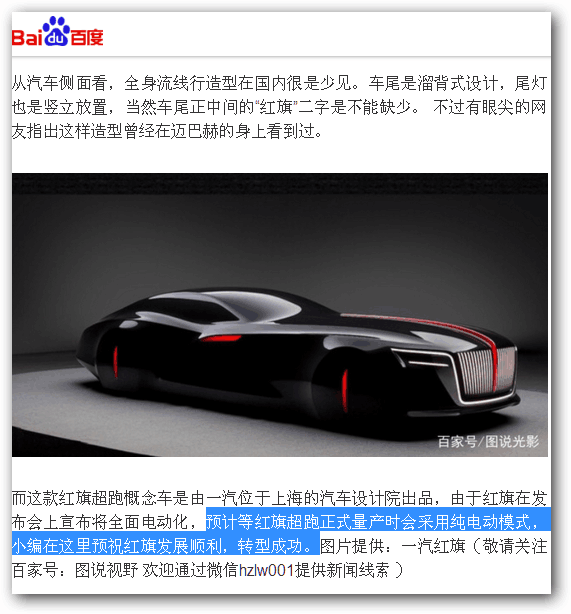 Bai du 百度
从汽车侧面看，全身流线行造型在国内很是少见。车尾是溜背式设计，尾灯
也是竖立放置，当然车尾正中间的“红旗”二字是不能缺少。 不过有眼尖的网
友指出这样造型曾经在迈巴赫的身上看到过。
百家号/图说光影
而这款红旗超跑概念车是由一汽位于上海的汽车设计院出品，由于红旗在发
布会上宣布将全面电动化，预计等红旗超跑正式量产时会采用纯电动模式，
小编在这里预祝红旗发展顺利，转型成功。图片提供：一汽红旗（敬请关注
百家号：图说视野 欢迎通过微信hzlw001提供新闻线索 ）